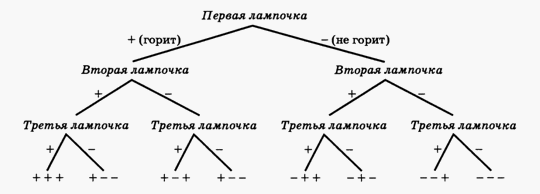 Первая лампочка
+ (горит) – (не горит)
Вторая лампочка Вторая лампочка
+ – + –
Третья лампочка Третья лампочка Третья лампочка Третья лампочка
+ – + – + – + –
+++ +-- +-+ +-- -++ -+- --+ ---